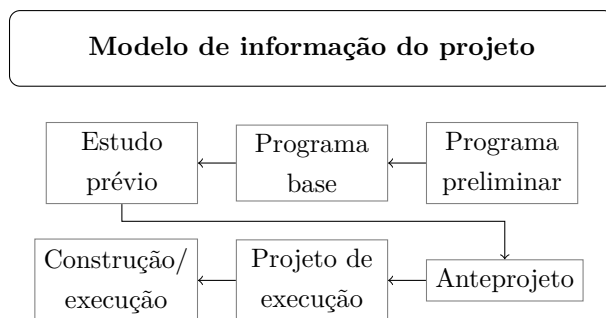 Modelo de informação do projeto
Estudo
prévio
Programa
base
Programa
preliminar
Construção/
execução
Projeto de
execução
Anteprojeto